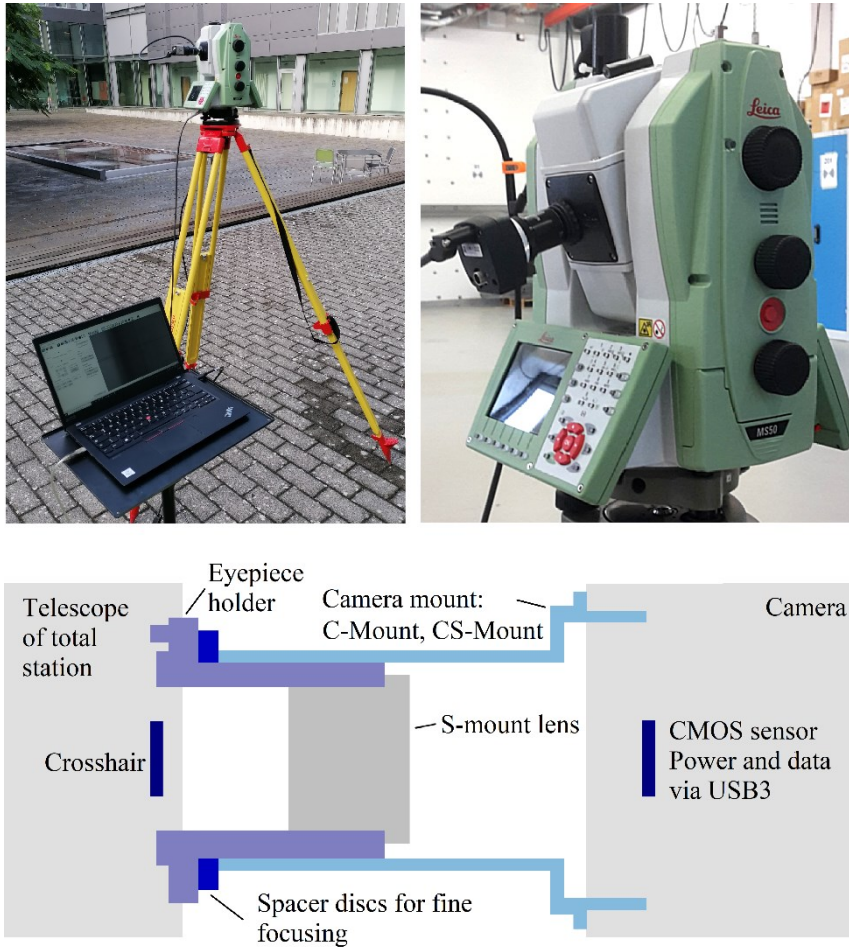 Leica
Leica
MS50
Eyepiece
holder
Telescope
of total
station
Camera mount:
C-Mount, CS-Mount
Camera
S-mount lens
Crosshair
CMOS sensor
Power and data
via USB3
Spacer discs for fine
focusing